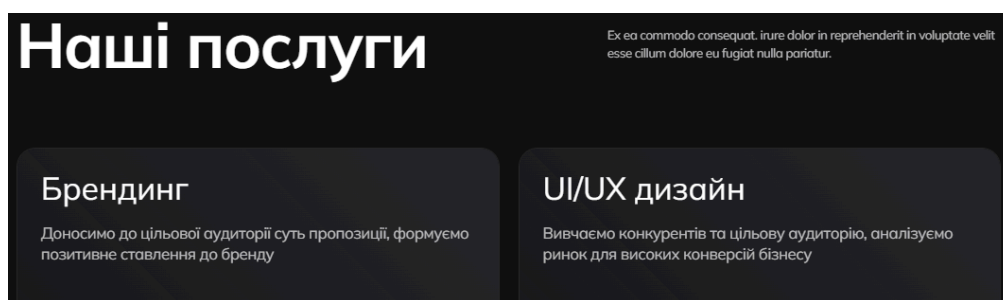 Наші послуги
Ex ea commodo consequat. irure dolor in reprehenderit in voluptate velit
esse cillum dolore eu fugiat nulla pariatur.
Брендинг
Доносимо до цільової аудиторії суть пропозиції, формуємо
позитивне ставлення до бренду
UI/UX дизайн
Вивчаємо конкурентів та цільову аудиторію, аналізуємо
ринок для високих конверсій бізнесу